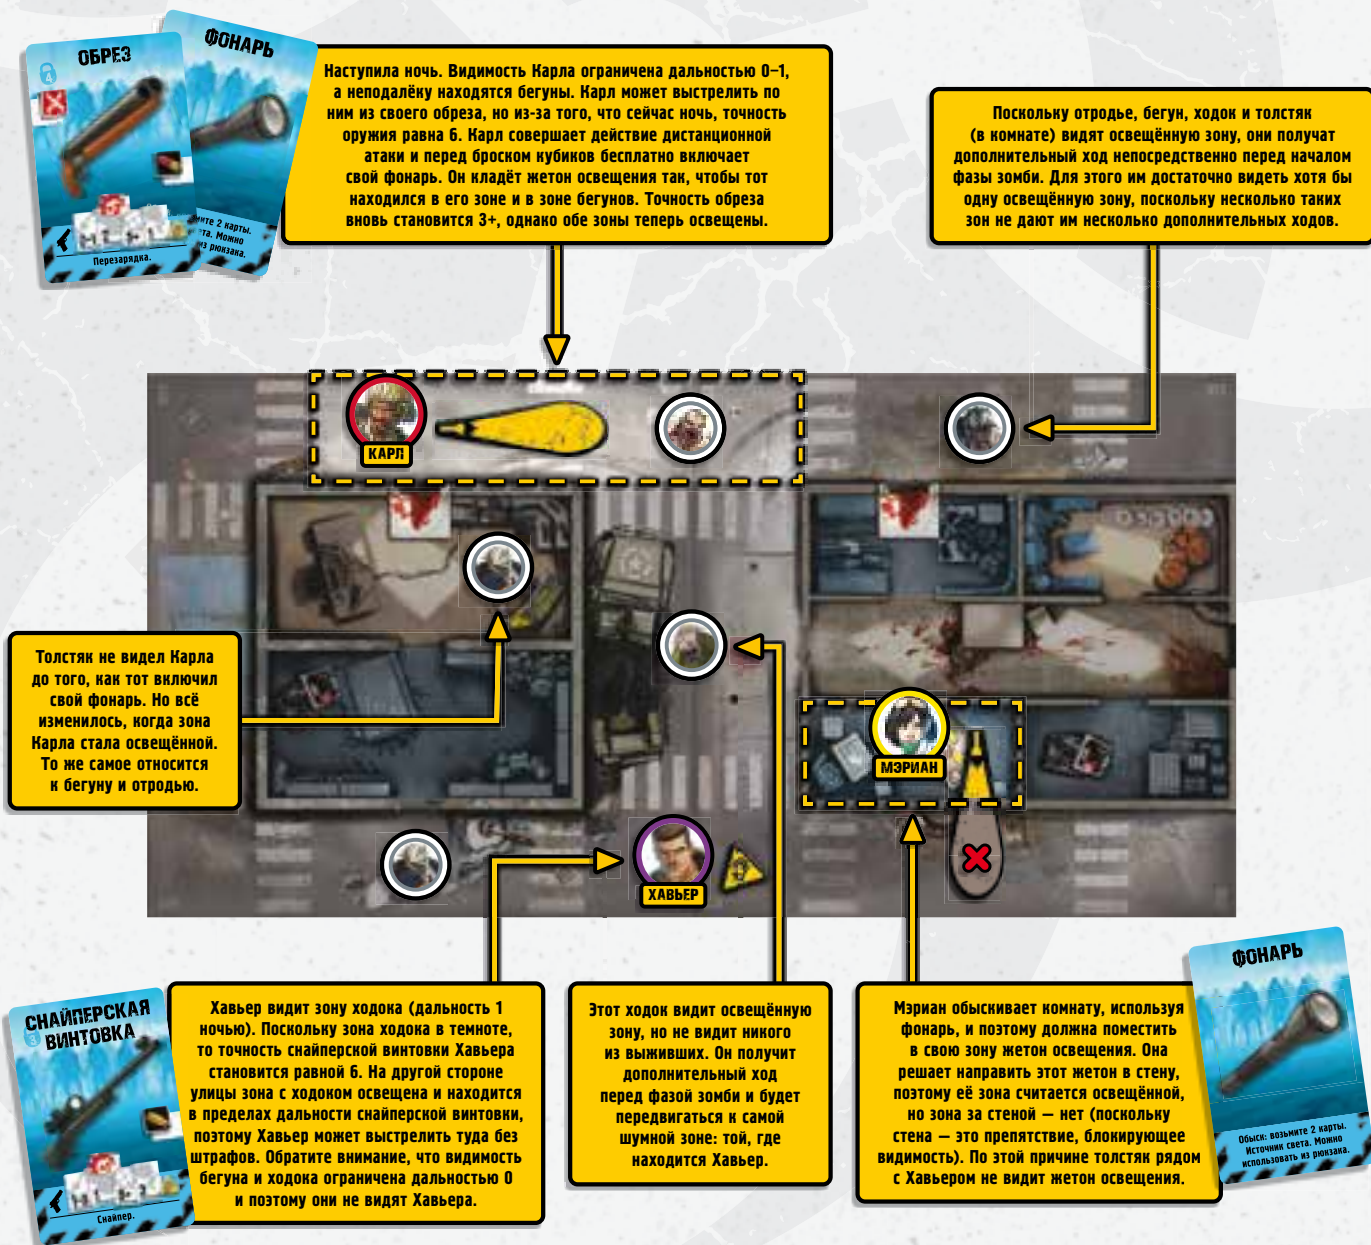 ОБРЕЗ
4
Перезарядка.
ФОНАРЬ
2 карты.
Можно
из рюкзака.
Наступила ночь. Видимость Карла ограничена дальностью 0–1,
а неподалёку находятся бегуны. Карл может выстрелить по
ним из своего обреза, но из-за того, что сейчас ночь, точность
оружия равна 6. Карл совершает действие дистанционной
атаки и перед броском кубиков бесплатно включает
свой фонарь. Он кладёт жетон освещения так, чтобы тот
находился в его зоне и в зоне бегунов. Точность обреза
вновь становится 3+, однако обе зоны теперь освещены.
Поскольку отродье, бегун, ходок и толстяк
(в комнате) видят освещённую зону, они получат
дополнительный ход непосредственно перед началом
фазы зомби. Для этого им достаточно видеть хотя бы
одну освещённую зону, поскольку несколько таких
зон не дают им несколько дополнительных ходов.
КАРЛ
Толстяк не видел Карла
до того, как тот включил
свой фонарь. Но всё
изменилось, когда зона
Карла стала освещённой.
То же самое относится
к бегуну и отродью.
МЭРИАН
ХАВЬЕР
СНАЙПЕРСКАЯ
ВИНТОВКА
3
Снайпер.
Хавьер видит зону ходока (дальность 1
ночью). Поскольку зона ходока в темноте,
то точность снайперской винтовки Хавьера
становится равной 6. На другой стороне
улицы зона с ходоком освещена и находится
в пределах дальности снайперской винтовки,
поэтому Хавьер может выстрелить туда без
штрафов. Обратите внимание, что видимость
бегуна и ходока ограничена дальностью 0
и поэтому они не видят Хавьера.
Этот ходок видит освещённую
зону, но не видит никого
из выживших. Он получит
дополнительный ход
перед фазой зомби и будет
передвигаться к самой
шумной зоне: той, где
находится Хавьер.
Мэриан обыскивает комнату, используя
фонарь, и поэтому должна поместить
в свою зону жетон освещения. Она
решает направить этот жетон в стену,
поэтому её зона считается освещённой,
но зона за стеной — нет (поскольку
стена — это препятствие, блокирующее
видимость). По этой причине толстяк рядом
с Хавьером не видит жетон освещения.
ФОНАРЬ
Обыск: возьмите 2 карты.
Источник света. Можно
использовать из рюкзака.